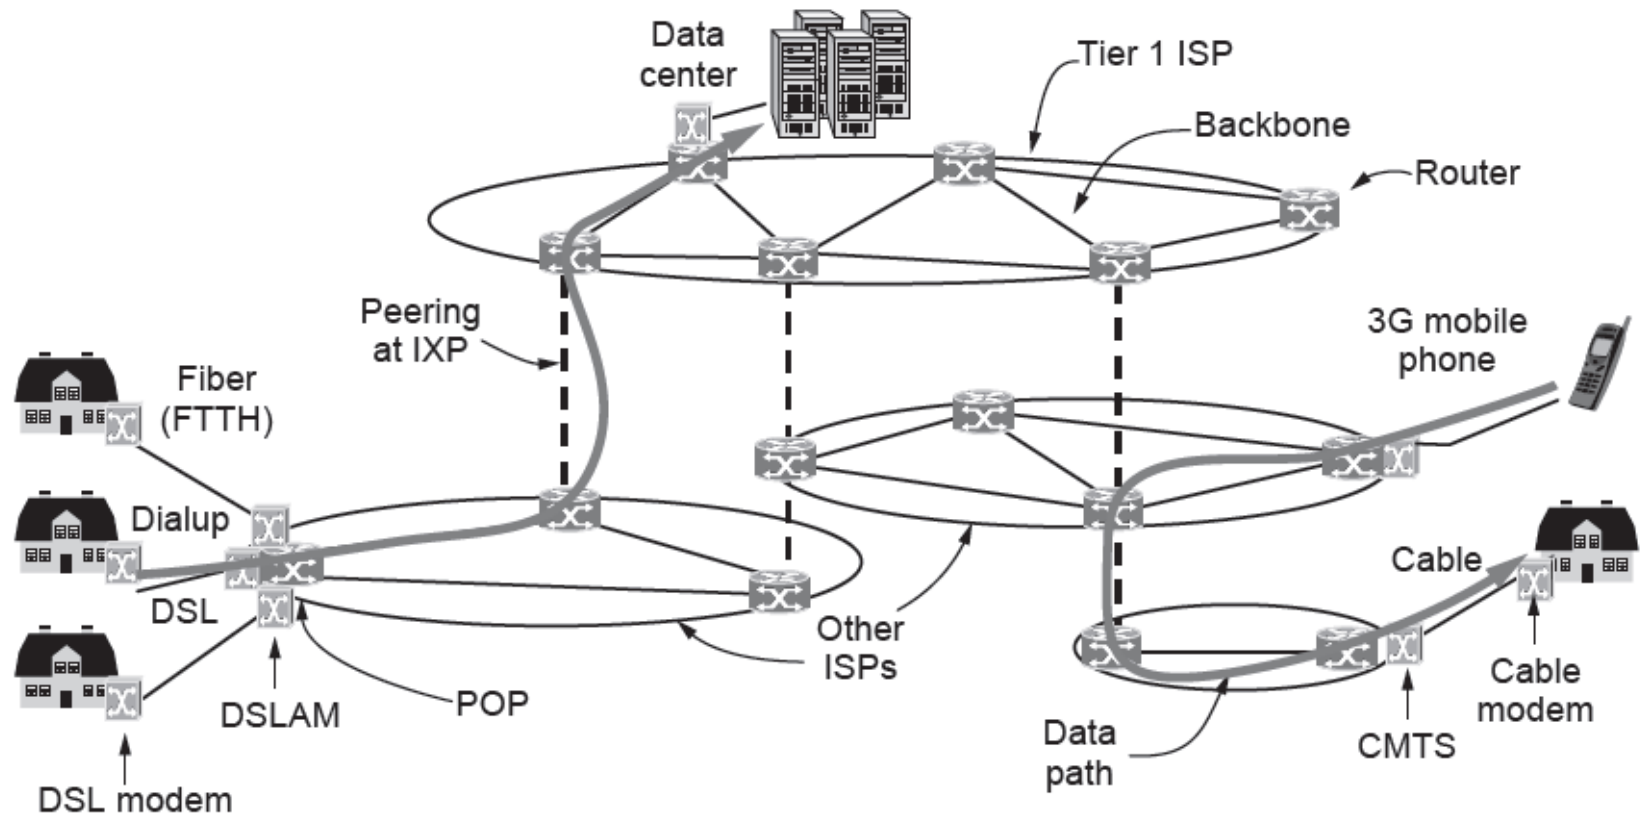 Data
center
Tier 1 ISP
Backbone
Router
Peering
at IXP
3G mobile
phone
Fiber
(FTTH)
Dialup
DSL
Cable
Other
ISPs
POP
DSLAM
DSL modem
Data
path
CMTS
Cable
modem